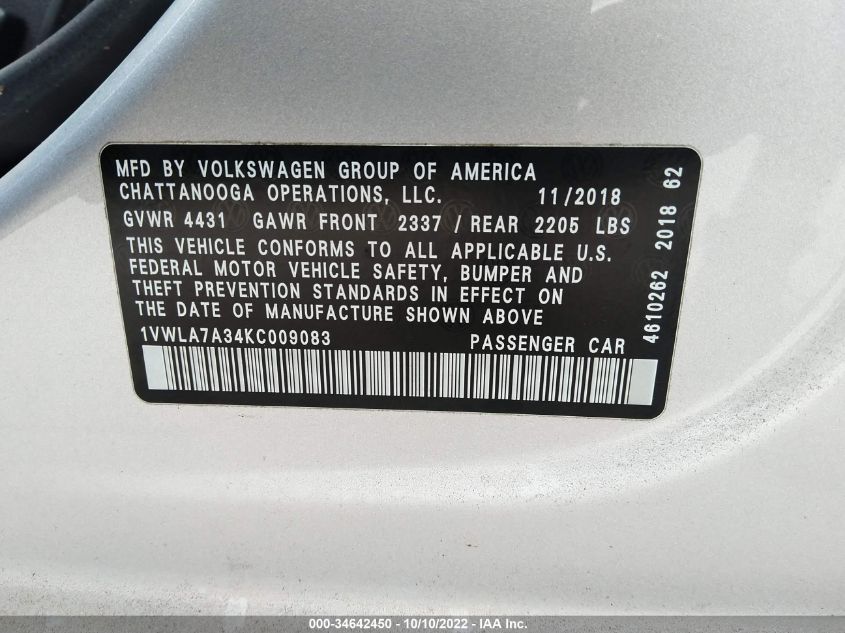 MFD BY VOLKSWAGEN GROUP OF AMERICA
CHATTANOOGA OPERATIONS, LLC. 11/2018
GVWR 4431 GAWR FRONT 2337 / REAR 2205 LBS
THIS VEHICLE CONFORMS TO ALL APPLICABLE U.S.
FEDERAL MOTOR VEHICLE SAFETY, BUMPER AND
THEFT PREVENTION STANDARDS IN EFFECT ON
THE DATE OF MANUFACTURE SHOWN ABOVE
1VWLA7A34KC009083 PASSENGER CAR
4610262 2018 62
000-34642450 - 10/10/2022 - IAA Inc.